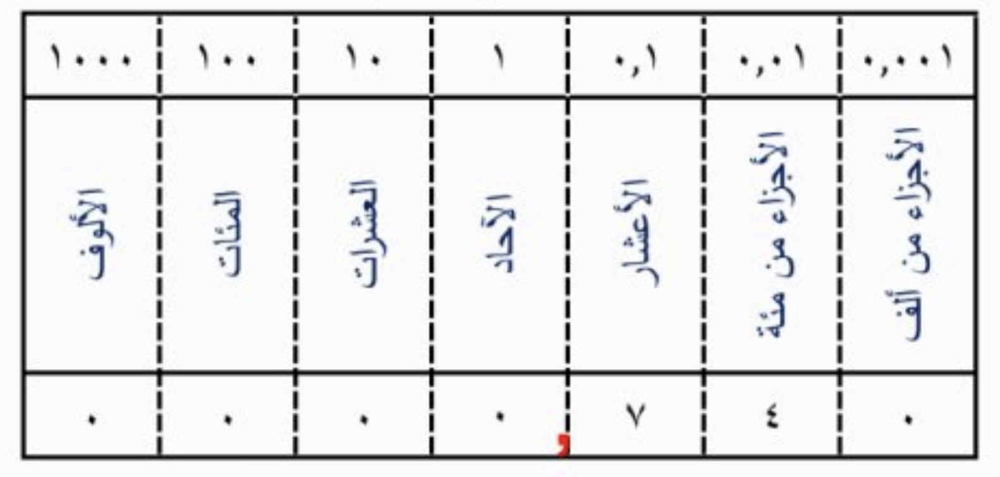 ١٠٠٠ ١٠٠ ١٠ ١ ٠,١ ٠,٠١ ٠,٠٠١
الألوف المئات العشرات الآحاد الأعشار الأجزاء من مئة الأجزاء من ألف
٠ ٠ ٠ ٠ , ٧ ٤ ٠